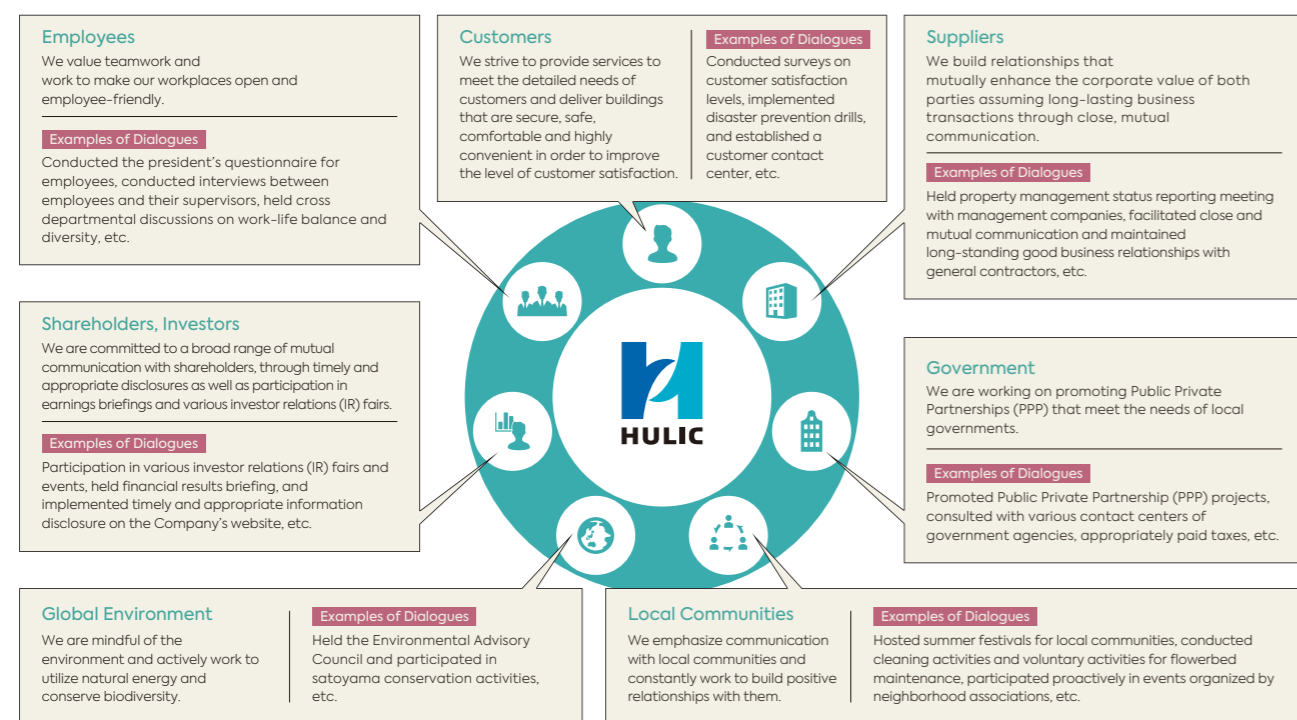 Employees
We value teamwork and
work to make our workplaces open and
employee-friendly.
Examples of Dialogues
Conducted the president's questionnaire for
employees, conducted interviews between
employees and their supervisors, held cross
departmental discussions on work-life balance and
diversity, etc.
Customers
We strive to provide services to
meet the detailed needs of
customers and deliver buildings
that are secure, safe,
comfortable and highly
convenient in order to improve
the level of customer satisfaction.
Examples of Dialogues
Conducted surveys on
customer satisfaction
levels, implemented
disaster prevention drills,
and established a
customer contact
center, etc.
Suppliers
We build relationships that
mutually enhance the corporate value of both
parties assuming long-lasting business
transactions through close, mutual
communication.
Examples of Dialogues
Held property management status reporting meeting
with management companies, facilitated close and
mutual communication and maintained
long-standing good business relationships with
general contractors, etc.
Shareholders, Investors
We are committed to a broad range of mutual
communication with shareholders, through timely and
appropriate disclosures as well as participation in
earnings briefings and various investor relations (IR) fairs.
Examples of Dialogues
Participation in various investor relations (IR) fairs and
events, held financial results briefing, and
implemented timely and appropriate information
disclosure on the Company's website, etc.
HULIC
Government
We are working on promoting Public Private
Partnerships (PPP) that meet the needs of local
governments.
Examples of Dialogues
Promoted Public Private Partnership (PPP) projects,
consulted with various contact centers of
government agencies, appropriately paid taxes, etc.
Global Environment
We are mindful of the
environment and actively work to
utilize natural energy and
conserve biodiversity.
Examples of Dialogues
Held the Environmental Advisory
Council and participated in
satoyama conservation activities,
etc.
Local Communities
We emphasize communication
with local communities and
constantly work to build positive
relationships with them.
Examples of Dialogues
Hosted summer festivals for local communities, conducted
cleaning activities and voluntary activities for flowerbed
maintenance, participated proactively in events organized by
neighborhood associations, etc.